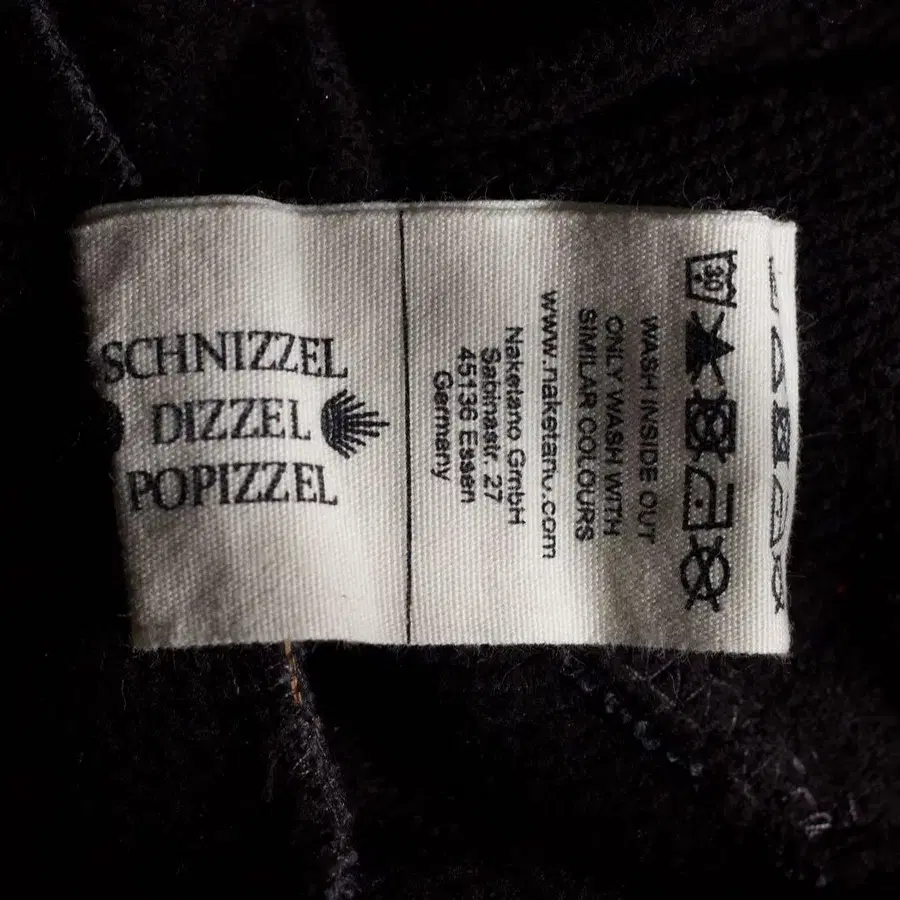 SCHNIZZEL
DIZZEL
POPIZZEL
30
WASH INSIDE OUT
ONLY WASH WITH
SIMILAR COLOURS
www.naketano.com
Naketano GmbH
Sabinastr. 27
45136 Essen
Germany